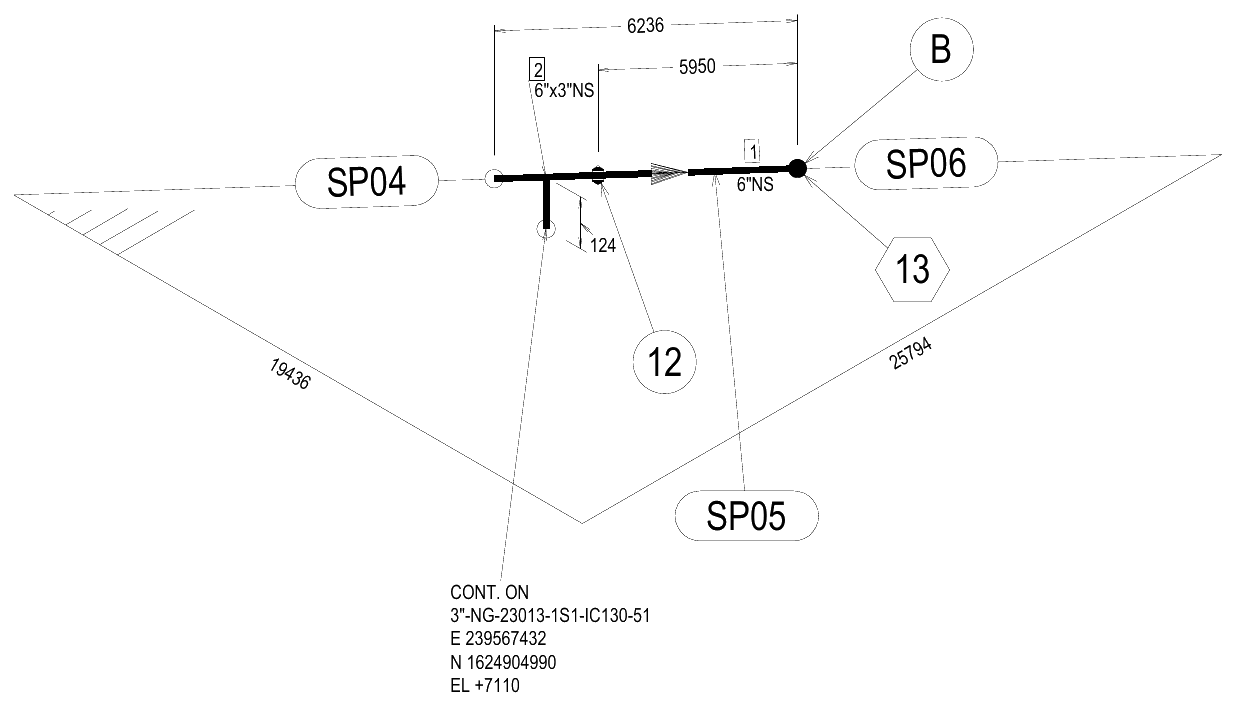 6236
5950
B
2
6"x3"NS
1
6"NS
SP04
SP06
124
13
12
19436
25794
SP05
CONT. ON
3"-NG-23013-1S1-IC130-51
E 239567432
N 1624904990
EL +7110